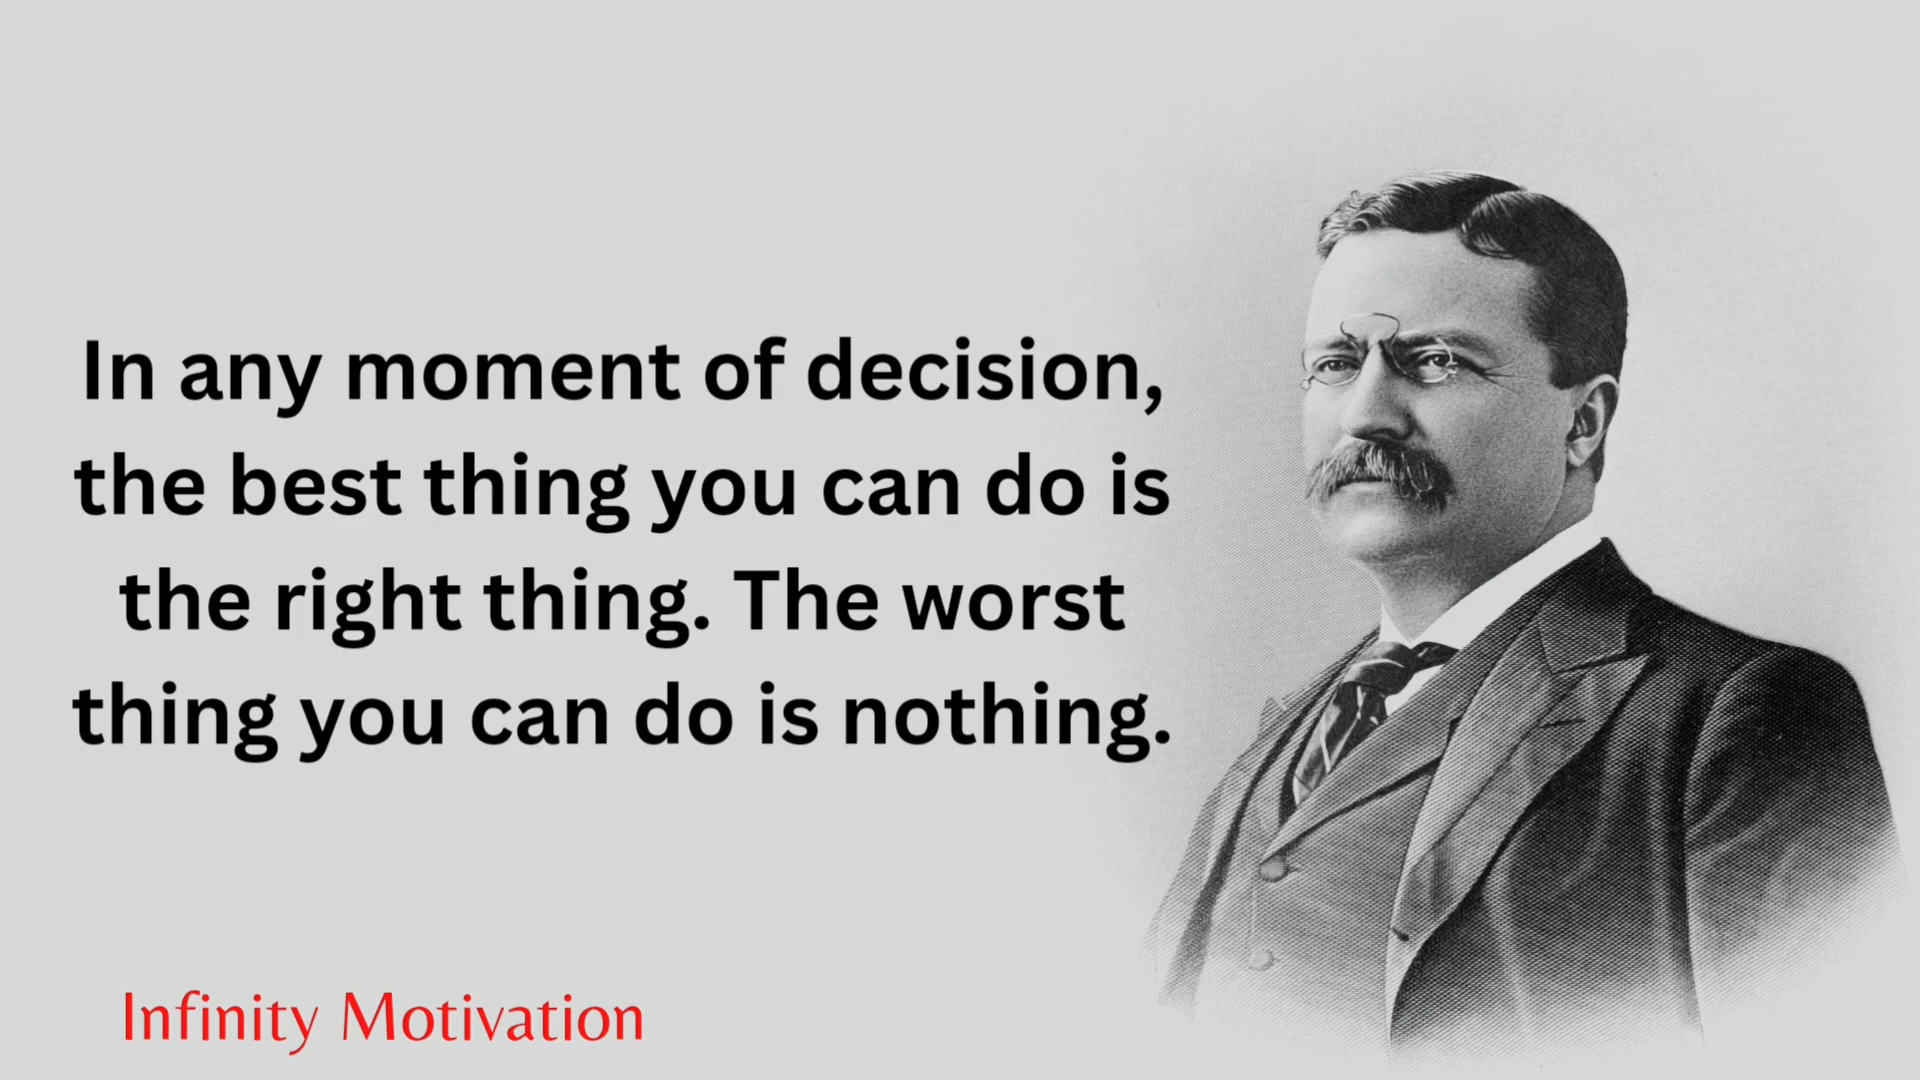 In any moment of decision,
the best thing you can do is
the right thing. The worst
thing you can do is nothing.
Infinity Motivation